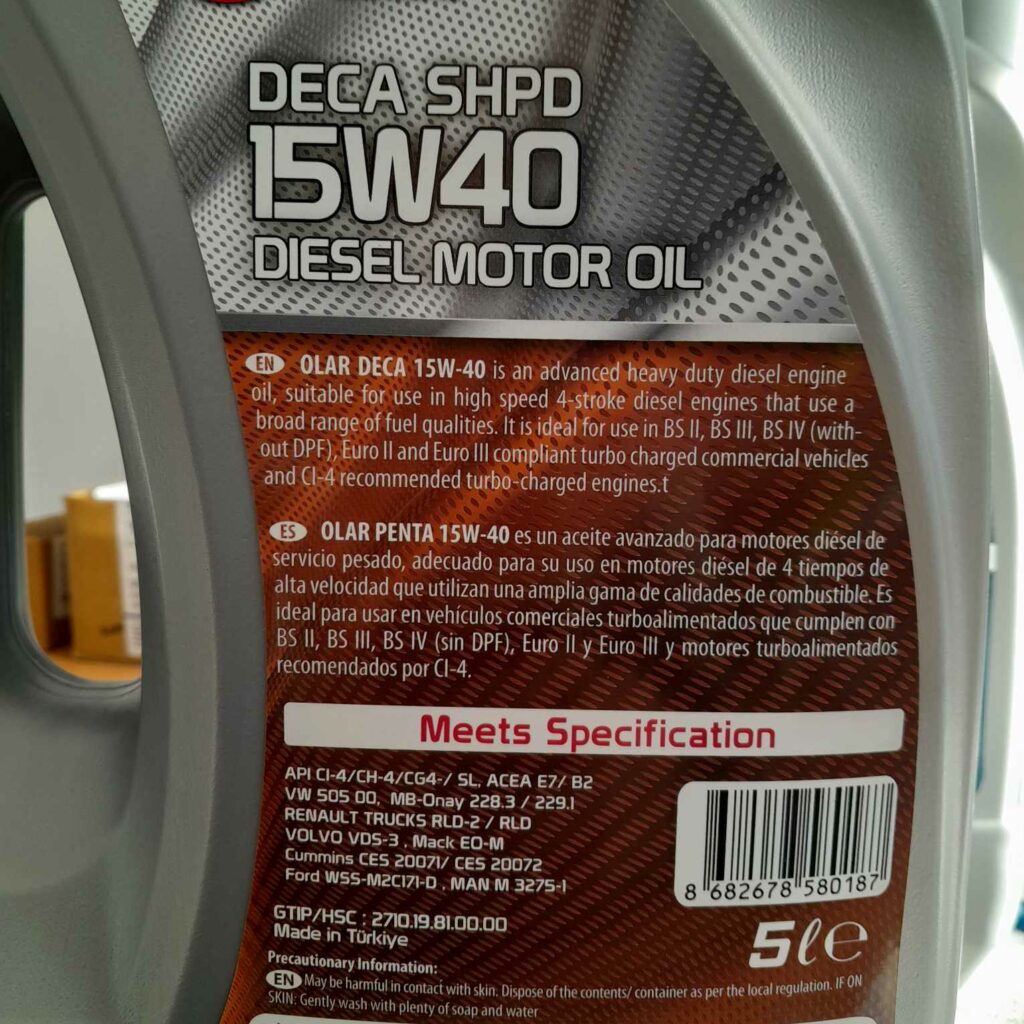 DECA SHPD
15W40
DIESEL MOTOR OIL
EN OLAR DECA 15W-40 is an advanced heavy duty diesel engine
oil, suitable for use in high speed 4-stroke diesel engines that use a
broad range of fuel qualities. It is ideal for use in BS II, BS III, BS IV (with-
out DPF), Euro II and Euro III compliant turbo charged commercial vehicles
and CI-4 recommended turbo-charged engines.t
ES OLAR PENTA 15W-40 es un aceite avanzado para motores diésel de
servicio pesado, adecuado para su uso en motores diésel de 4 tiempos de
alta velocidad que utilizan una amplia gama de calidades de combustible. Es
ideal para usar en vehículos comerciales turboalimentados que cumplen con
BS II, BS III, BS IV (sin DPF), Euro II y Euro III y motores turboalimentados
recomendados por CI-4.
Meets Specification
API CI-4/CH-4/CG4-/ SL, ACEA E7/ B2
VW 505 00, MB-Onay 228.3 / 229.1
RENAULT TRUCKS RLD-2 / RLD
VOLVO VDS-3 , Mack EO-M
Cummins CES 20071/ CES 20072
Ford WSS-M2C171-D , MAN M 3275-1
8 682678 580187
GTIP/HSC : 2710.19.81.00.00
Made in Türkiye
5ℓ℮
Precautionary Information:
EN May be harmful in contact with skin. Dispose of the contents/ container as per the local regulation. IF ON
SKIN: Gently wash with plenty of soap and water